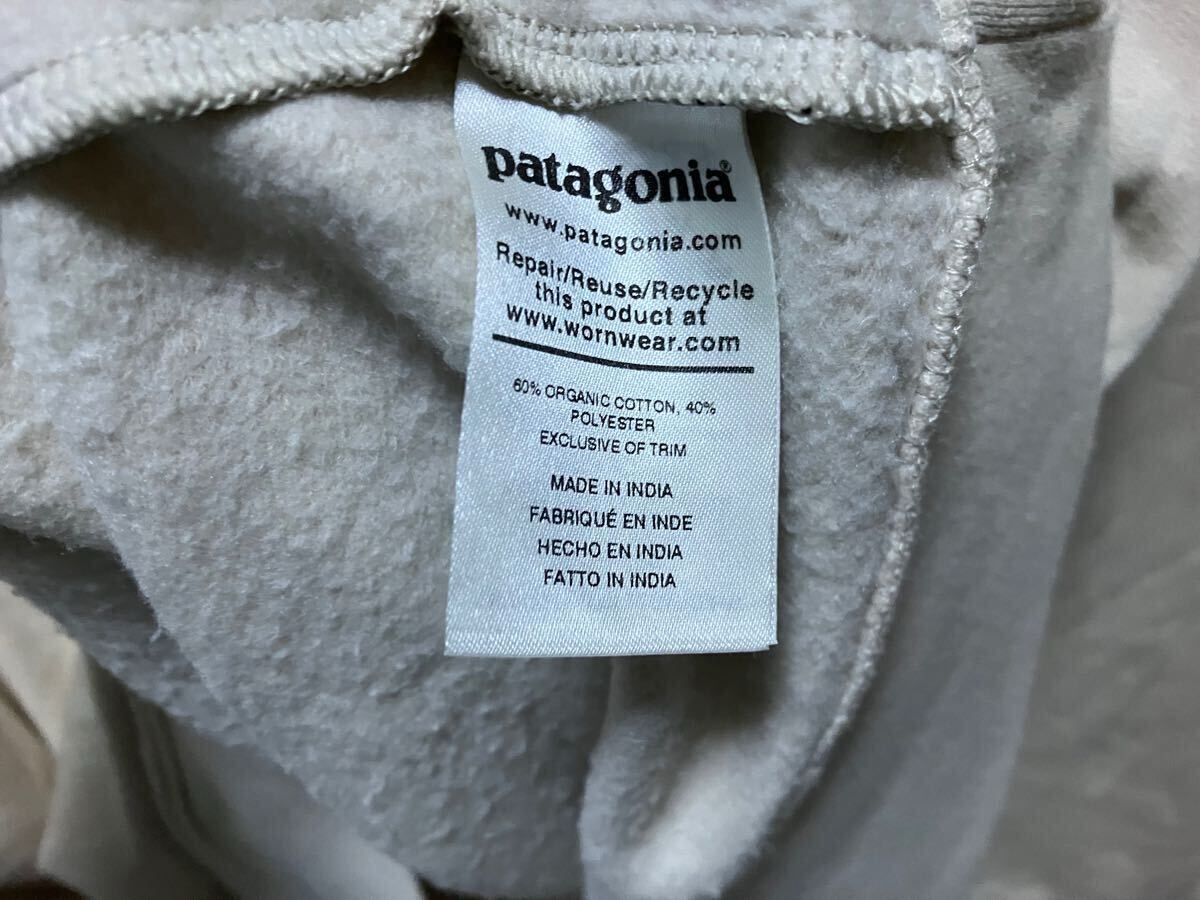 patagonia®
www.patagonia.com
Repair/Reuse/Recycle
this product at
www.wornwear.com
60% ORGANIC COTTON, 40%
POLYESTER
EXCLUSIVE OF TRIM
MADE IN INDIA
FABRIQUÉ EN INDE
HECHO EN INDIA
FATTO IN INDIA